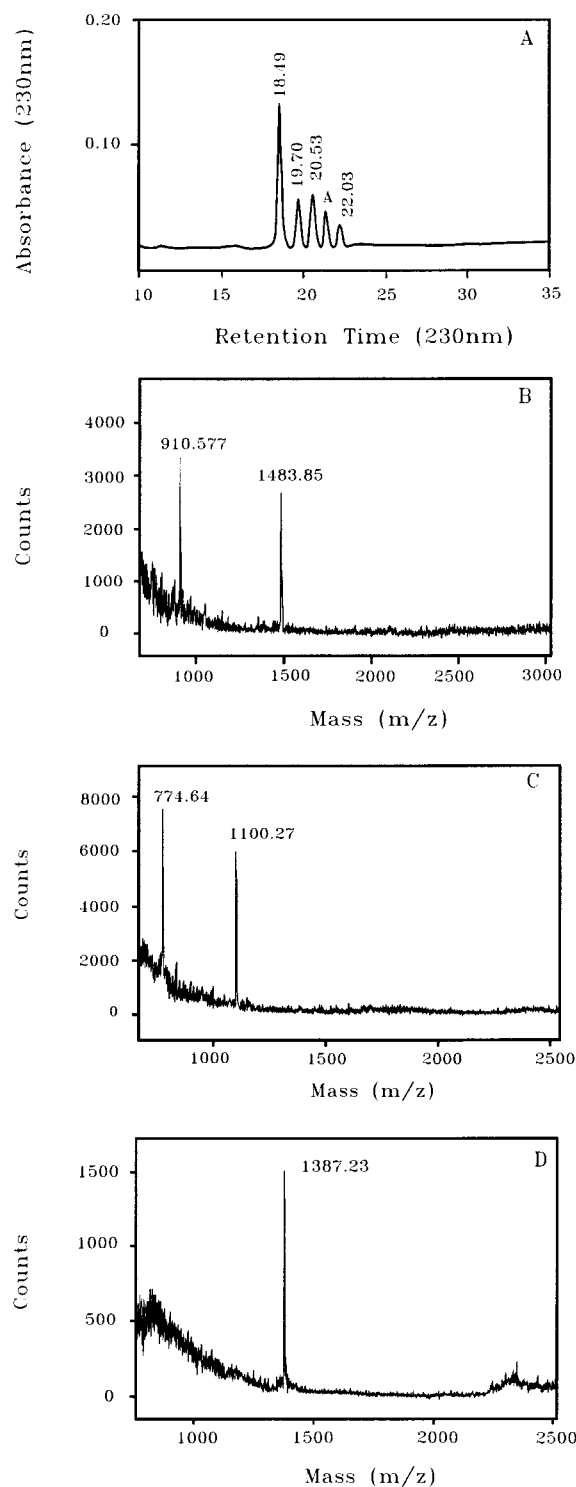 A
0.20
0.10
Absorbance (230nm)
18.49
19.70
20.53
A
22.03
10 15 20 25 30 35
Retention Time (230nm)
B
4000
3000
2000
1000
0
Counts
910.577
1483.85
1000 1500 2000 2500 3000
Mass (m/z)
C
8000
6000
4000
2000
0
Counts
774.64
1100.27
1000 1500 2000 2500
Mass (m/z)
D
1500
1000
500
0
Counts
1387.23
1000 1500 2000 2500
Mass (m/z)